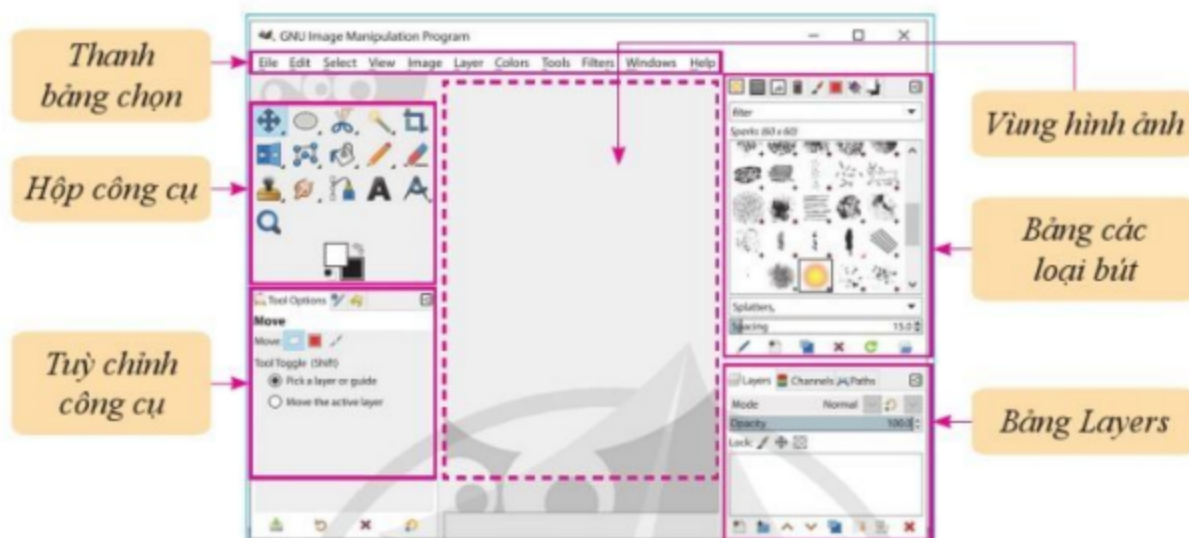 GNU Image Manipulation Program
File Edit Select View Image Layer Colors Tools Filters Windows Help
Thanh
bảng chọn
Hộp công cụ
Tuỳ chỉnh
công cụ
Tool Options
Move
Move:
Tool Toggle (Shift)
Pick a layer or guide
Move the active layer
filter
Sparks (60 x 60)
Splatters,
Spacing 15.0
Layers Channels Paths
Mode Normal
Opacity 100.0
Lock:
Vùng hình ảnh
Bảng các
loại bút
Bảng Layers